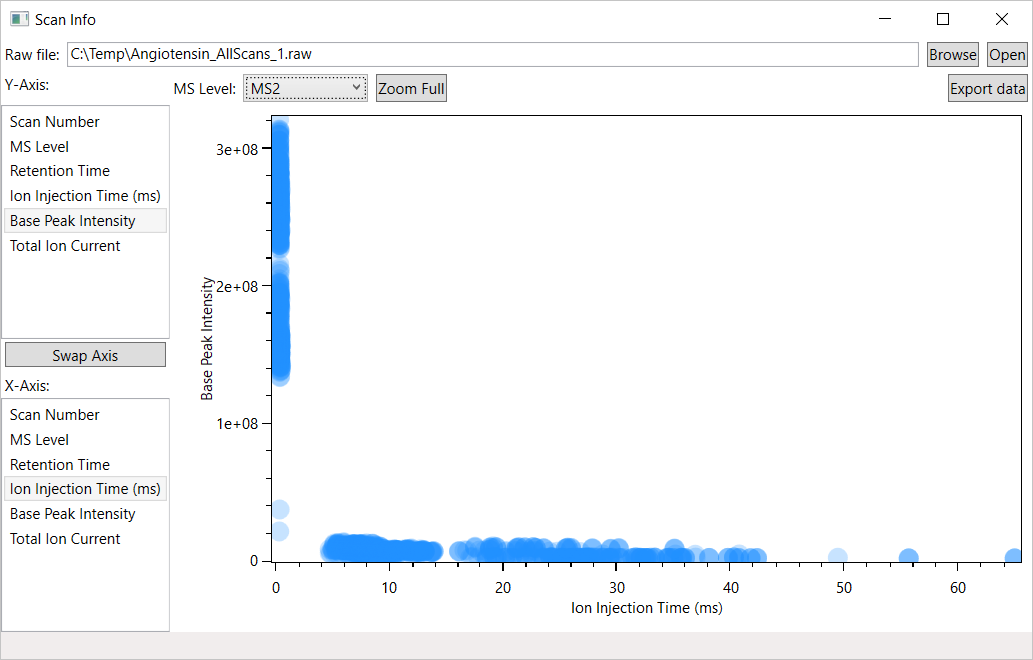 Scan Info
Raw file: C:\Temp\Angiotensin_AllScans_1.raw Browse Open
Y-Axis: MS Level: MS2 Zoom Full Export data
Scan Number
MS Level
Retention Time
Ion Injection Time (ms)
Base Peak Intensity
Total Ion Current
Swap Axis
X-Axis:
Scan Number
MS Level
Retention Time
Ion Injection Time (ms)
Base Peak Intensity
Total Ion Current
Base Peak Intensity
3e+08
2e+08
1e+08
0
0 10 20 30 40 50 60
Ion Injection Time (ms)